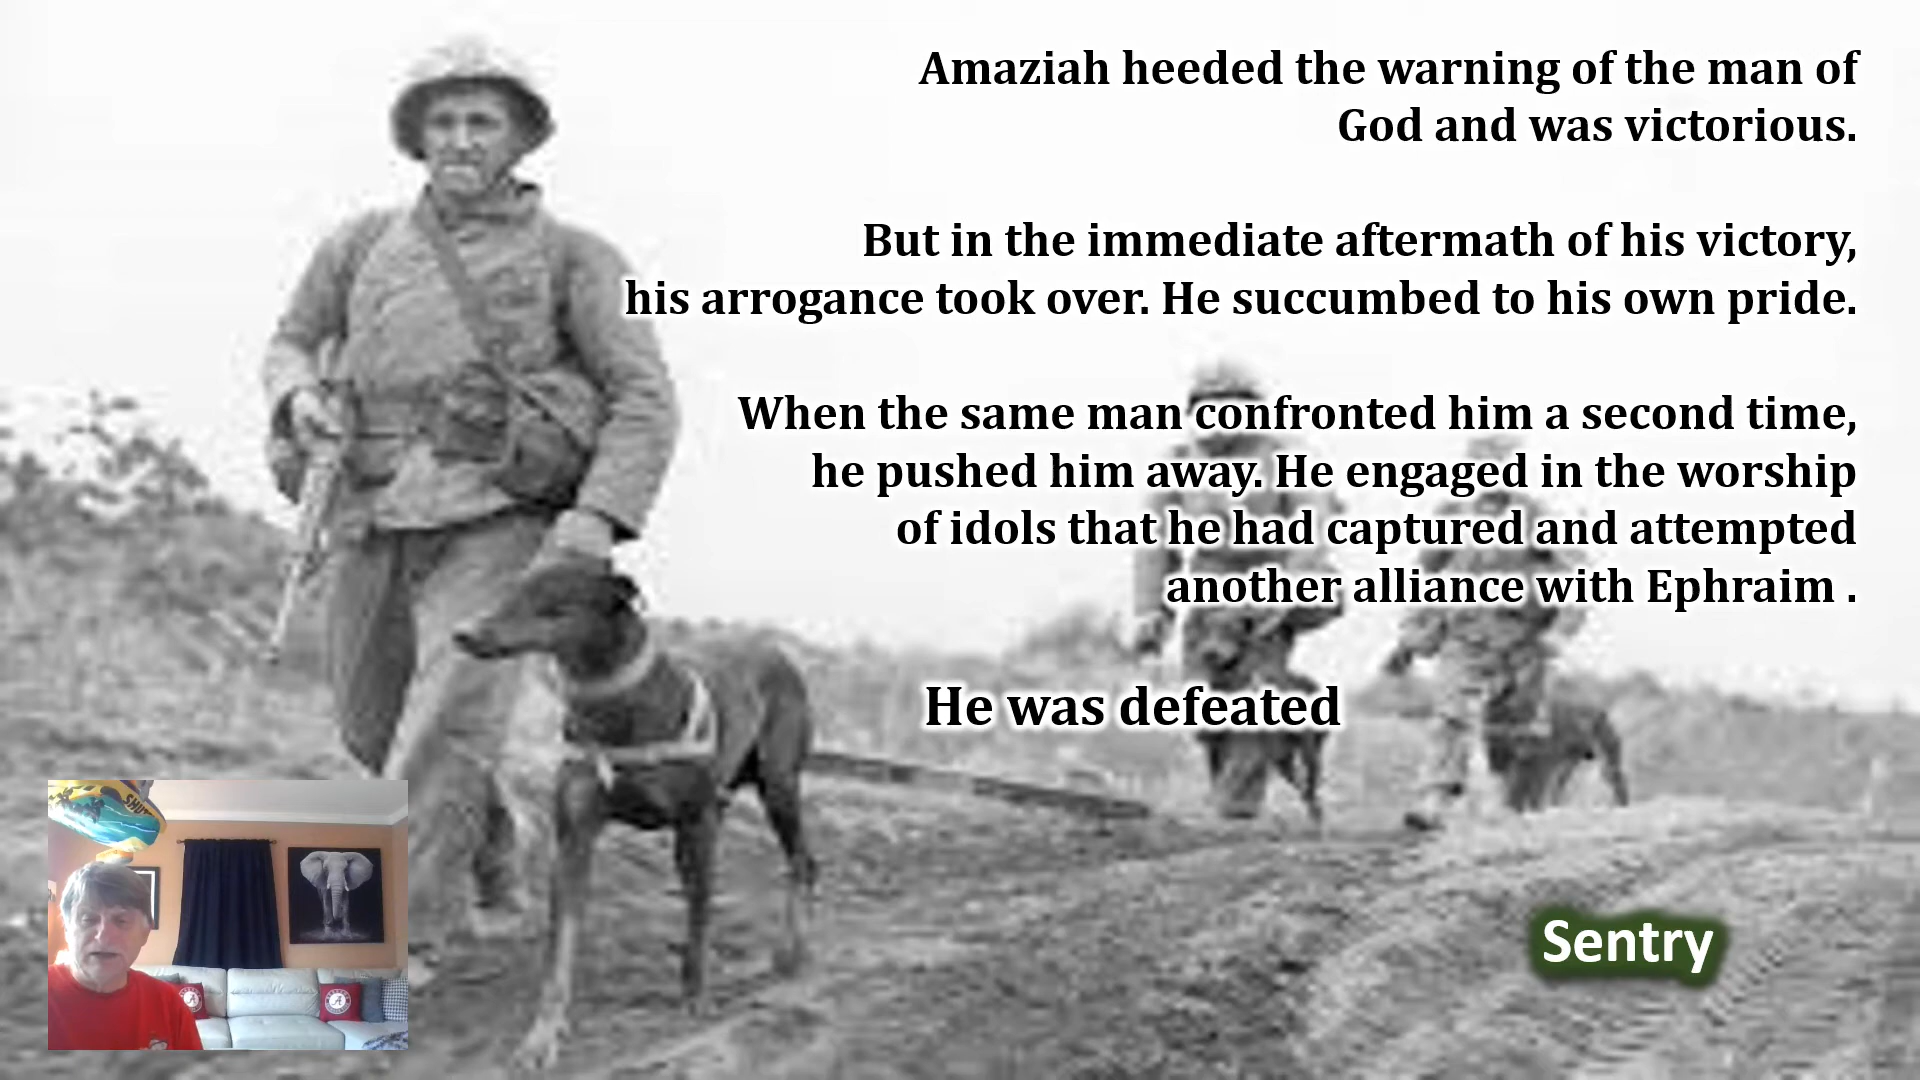 Amaziah heeded the warning of the man of
God and was victorious.
But in the immediate aftermath of his victory,
his arrogance took over. He succumbed to his own pride.
When the same man confronted him a second time,
he pushed him away. He engaged in the worship
of idols that he had captured and attempted
another alliance with Ephraim .
He was defeated
Sentry
A
A